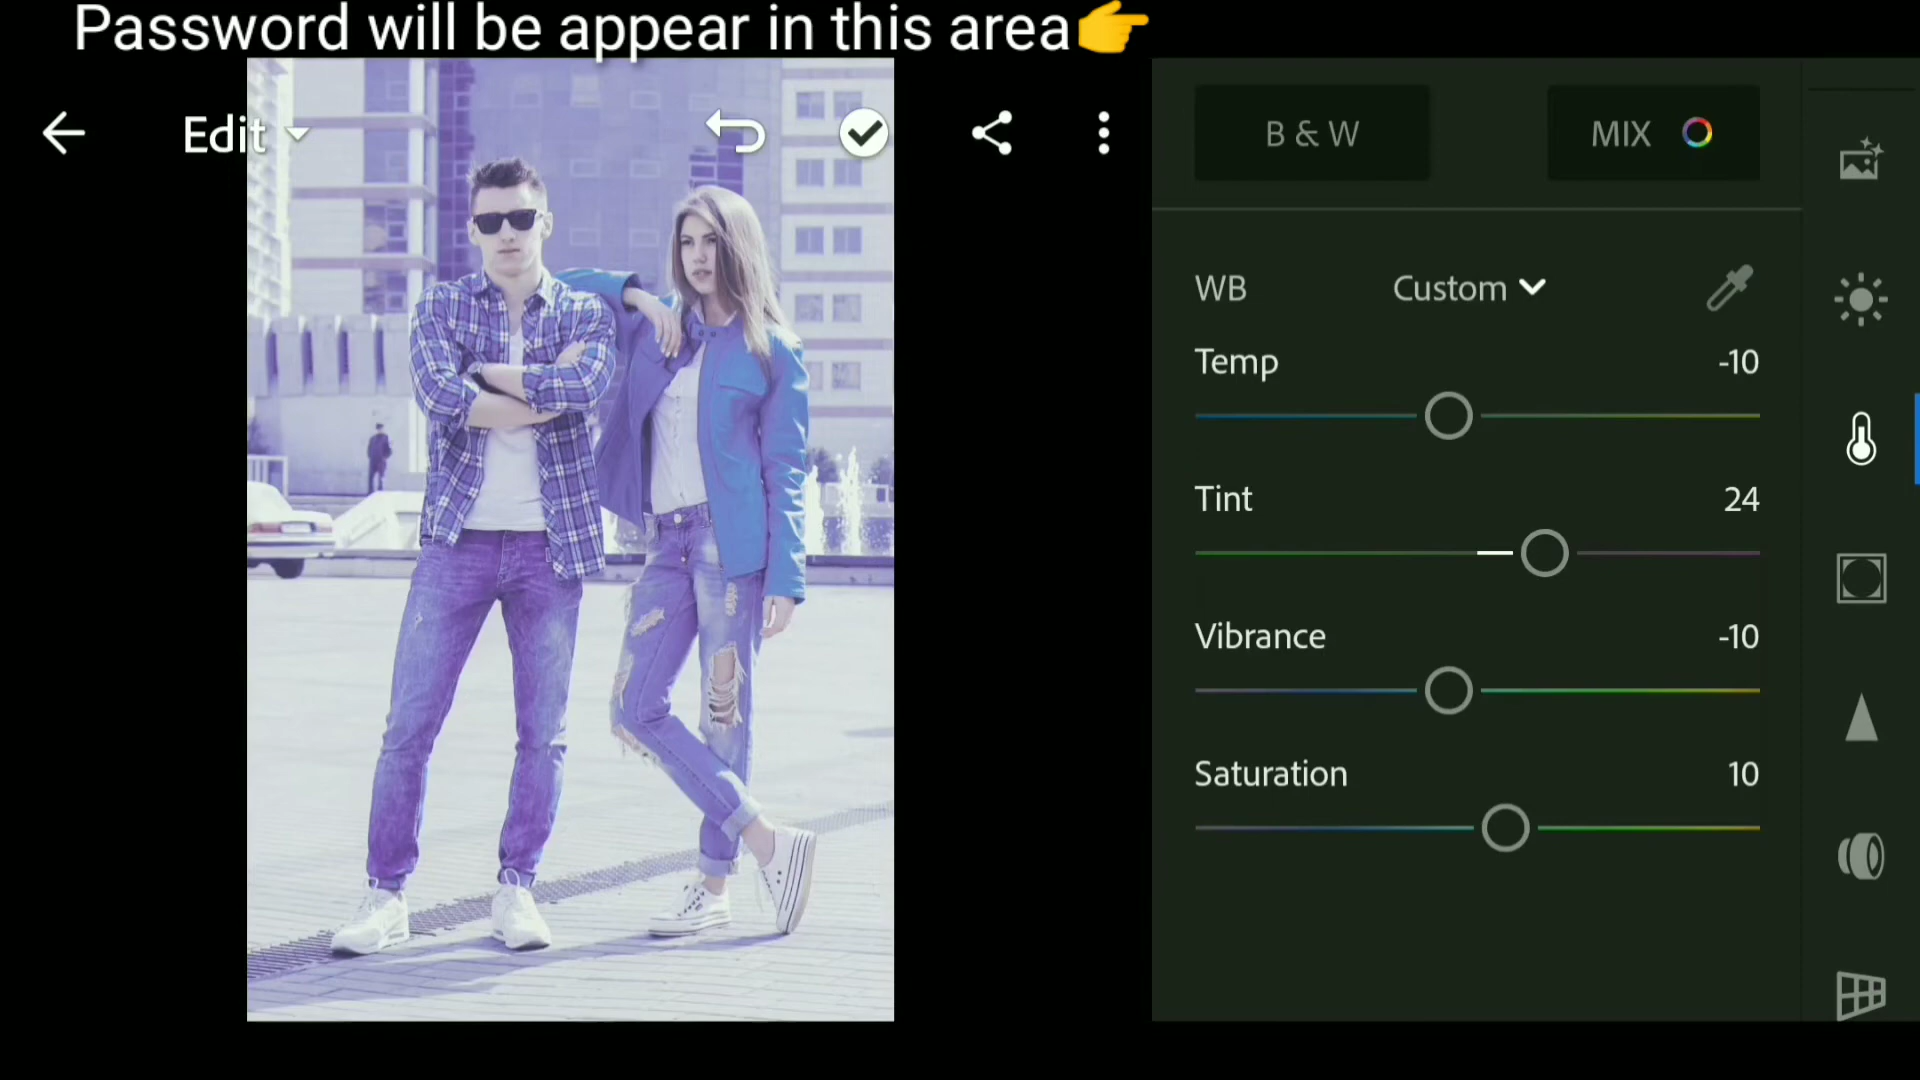 Password will be appear in this area👉
Edit
B & W
MIX
WB
Custom
Temp
-10
Tint
24
Vibrance
-10
Saturation
10